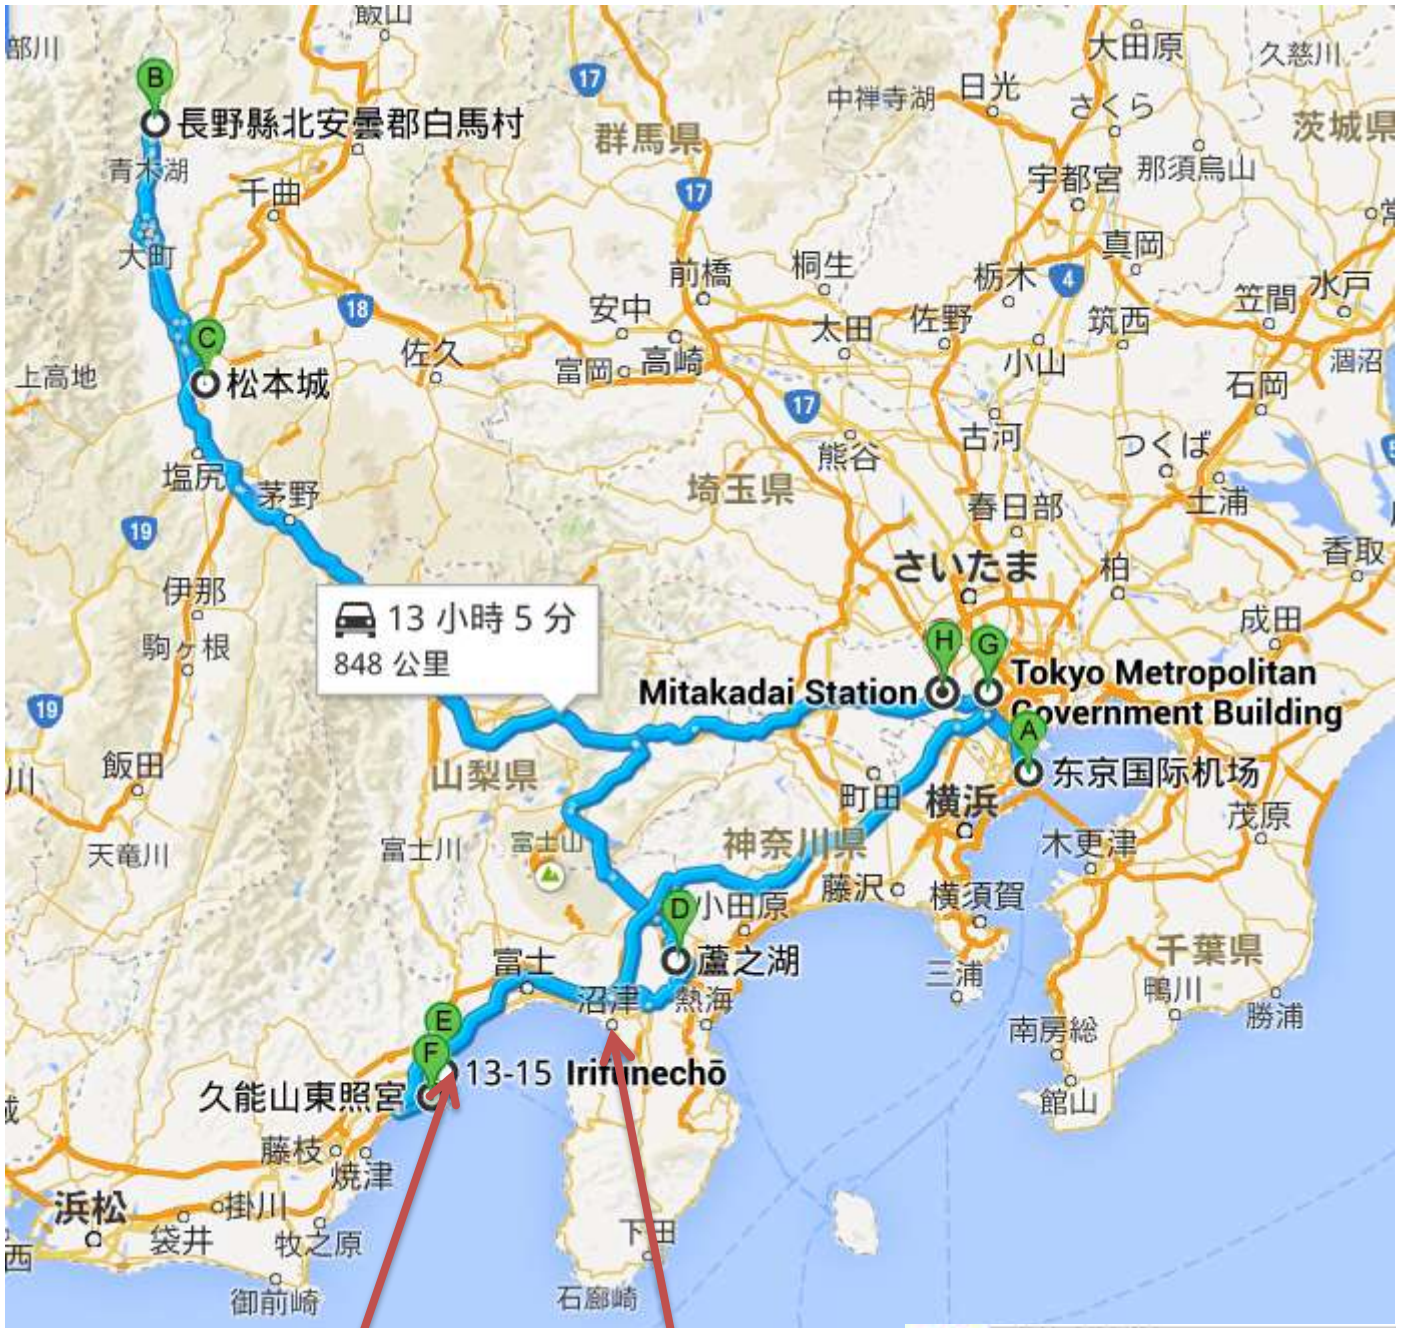 飯山
部川
大田原
久慈川
B
17
日光
中禅寺湖
さくら
長野縣北安曇郡白馬村
群馬県
茨城県
青木湖
那須烏山
宇都宮
千曲
17
大町
真岡
前橋
桐生
栃木
4
水戸
笠間
18
安中
太田
佐野
筑西
C
佐久
富岡
高崎
小山
涸沼
上高地
松本城
石岡
17
古河
つくば
熊谷
塩尻
茅野
埼玉県
土浦
春日部
19
香取
さいたま
柏
伊那
13 小時 5 分
848 公里
成田
駒ヶ根
H
G
Mitakadai Station
Tokyo Metropolitan
Government Building
19
A
飯田
川
山梨県
东京国际机场
町田
横浜
茂原
天竜川
富士川
富士山
神奈川県
木更津
藤沢
横須賀
D
小田原
千葉県
富士
蘆之湖
三浦
鴨川
沼津
熱海
勝浦
E
南房総
F
13-15 Irifunechō
久能山東照宮
館山
藤枝
焼津
浜松
掛川
袋井
牧之原
下田
西
御前崎
石廊崎